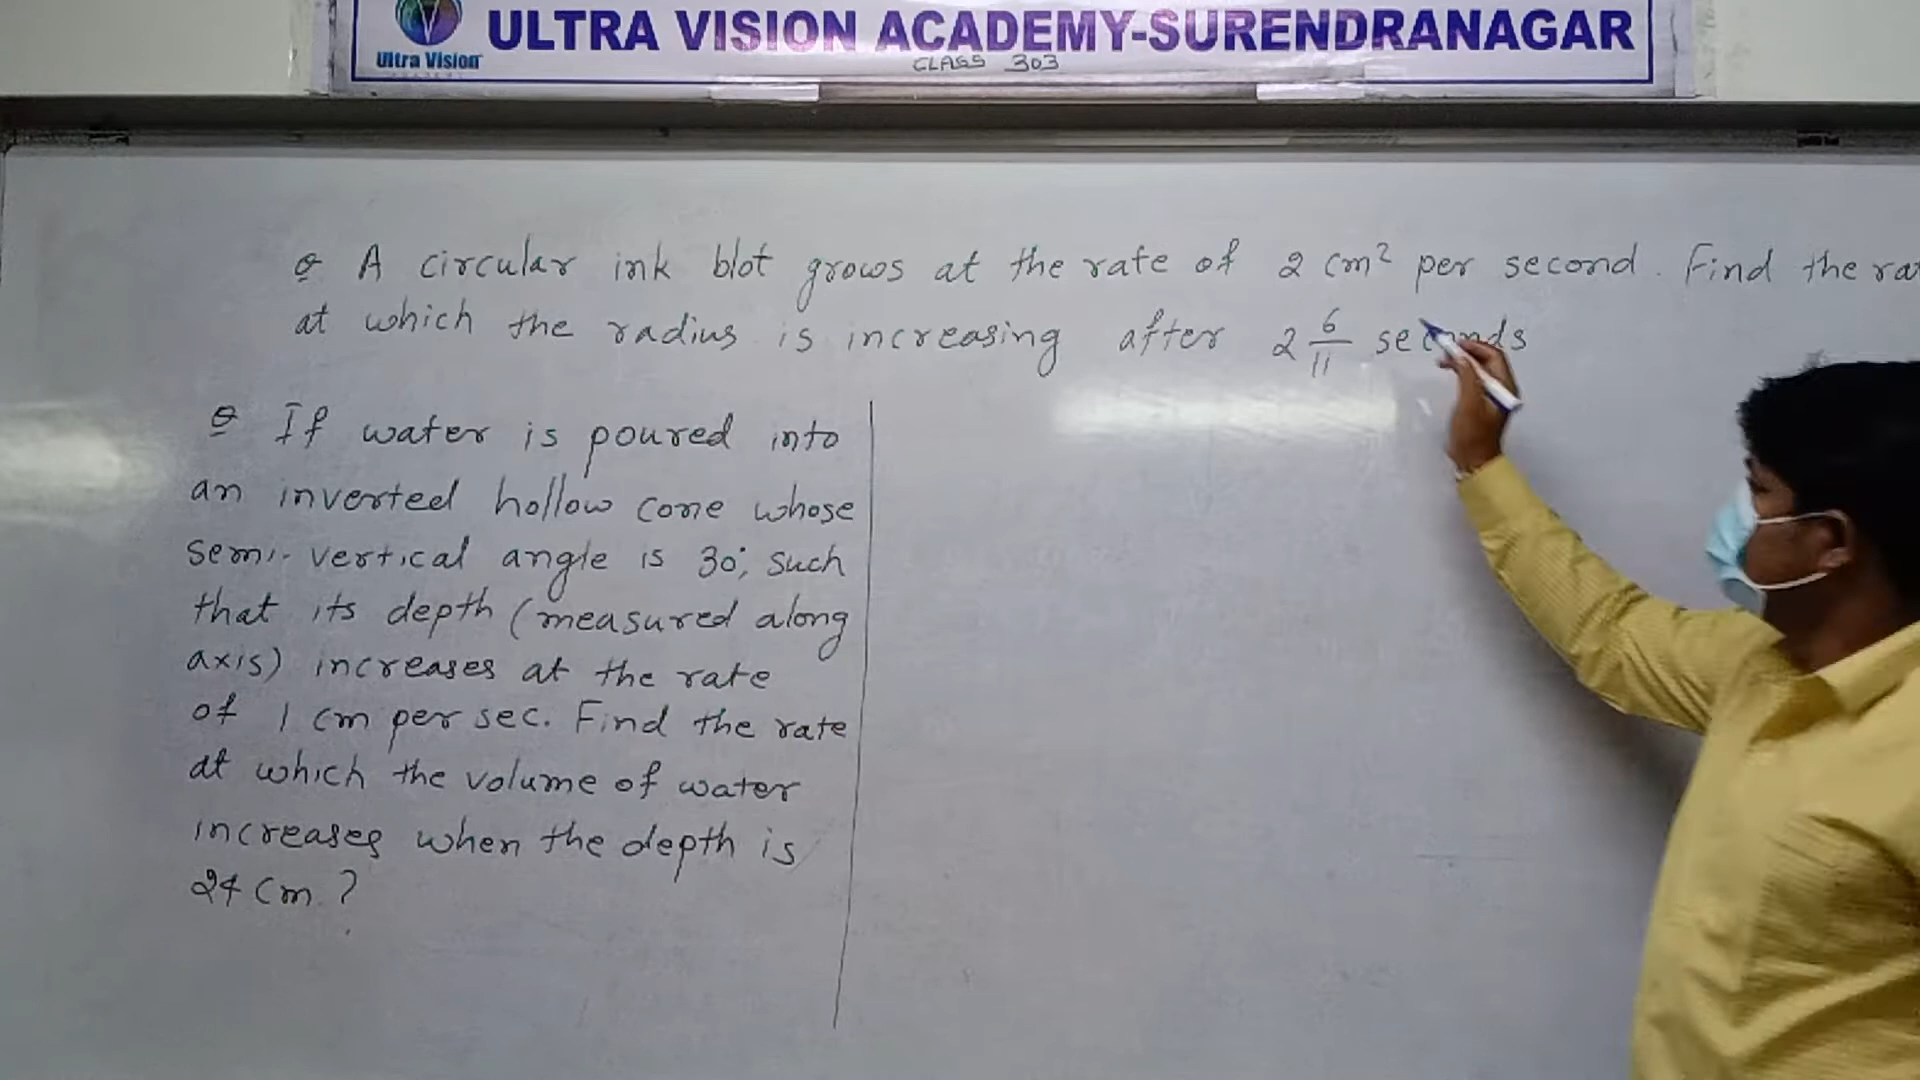 ULTRA VISION ACADEMY-SURENDRANAGAR
Ultra Vision
CLASS 303
Q A circular ink blot grows at the rate of 2 cm² per second. Find the ra
at which the radius is increasing after 2 6/11 seconds
Q If water is poured into
an inverted hollow cone whose
semi-vertical angle is 30°, such
that its depth (measured along
axis) increases at the rate
of 1 cm per sec. Find the rate
at which the volume of water
increases when the depth is
24 cm ?